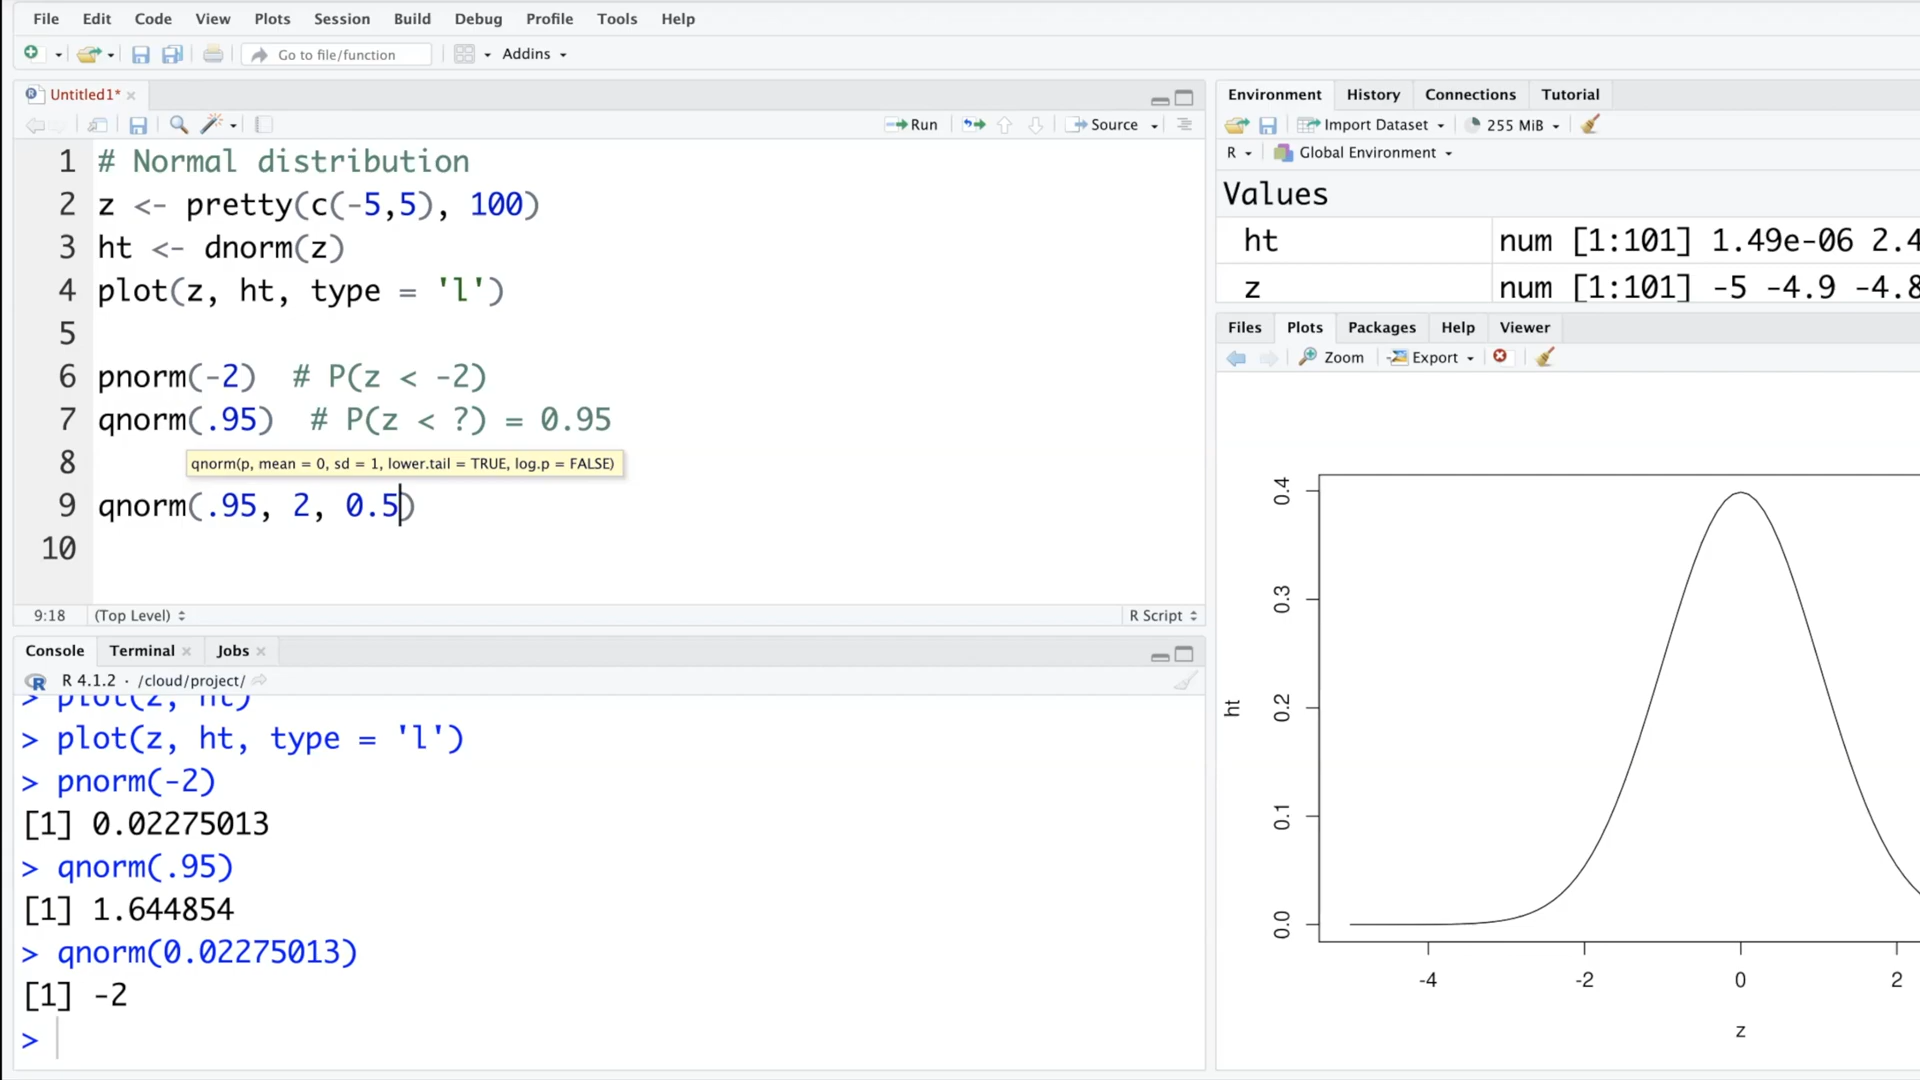 File Edit Code View Plots Session Build Debug Profile Tools Help
Go to file/function Addins
Untitled1*
Run Source
1 # Normal distribution
2 z <- pretty(c(-5,5), 100)
3 ht <- dnorm(z)
4 plot(z, ht, type = 'l')
5
6 pnorm(-2)  # P(z < -2)
7 qnorm(.95)  # P(z < ?) = 0.95
8
qnorm(p, mean = 0, sd = 1, lower.tail = TRUE, log.p = FALSE)
9 qnorm(.95, 2, 0.5)
10
9:18 (Top Level) R Script
Console Terminal Jobs
R 4.1.2 · /cloud/project/
> plot(z, ht)
> plot(z, ht, type = 'l')
> pnorm(-2)
[1] 0.02275013
> qnorm(.95)
[1] 1.644854
> qnorm(0.02275013)
[1] -2
>
Environment History Connections Tutorial
Import Dataset 255 MiB
R Global Environment
Values
ht num [1:101] 1.49e-06 2.4
z num [1:101] -5 -4.9 -4.8
Files Plots Packages Help Viewer
Zoom Export
0.4
0.3
0.2
0.1
0.0
ht
-4 -2 0 2
z